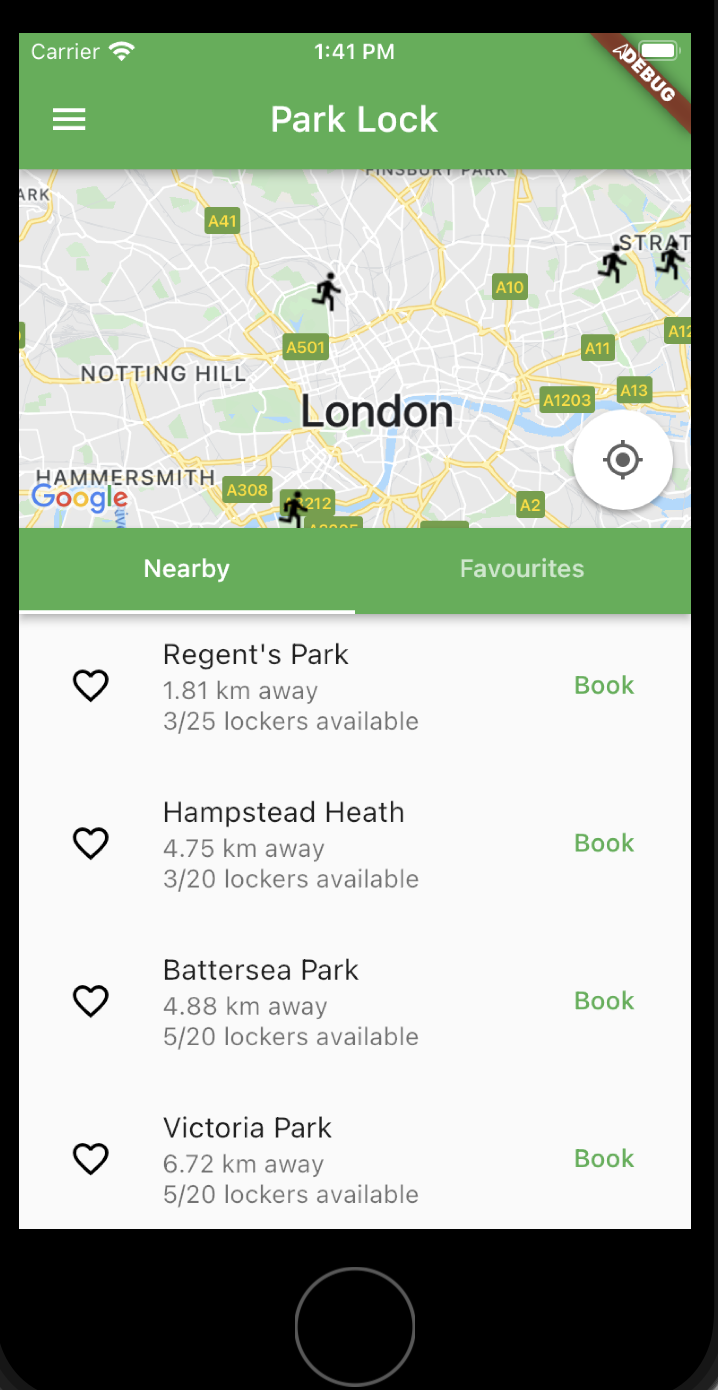 Carrier 1:41 PM
DEBUG
Park Lock
FINSBURY PARK
ARK
A41
STRAT
A10
A501
A11
A12
NOTTING HILL
A13
A1203
London
HAMMERSMITH
A308
Google
A2
Nearby Favourites
Regent's Park
1.81 km away
3/25 lockers available
Book
Hampstead Heath
4.75 km away
3/20 lockers available
Book
Battersea Park
4.88 km away
5/20 lockers available
Book
Victoria Park
6.72 km away
5/20 lockers available
Book